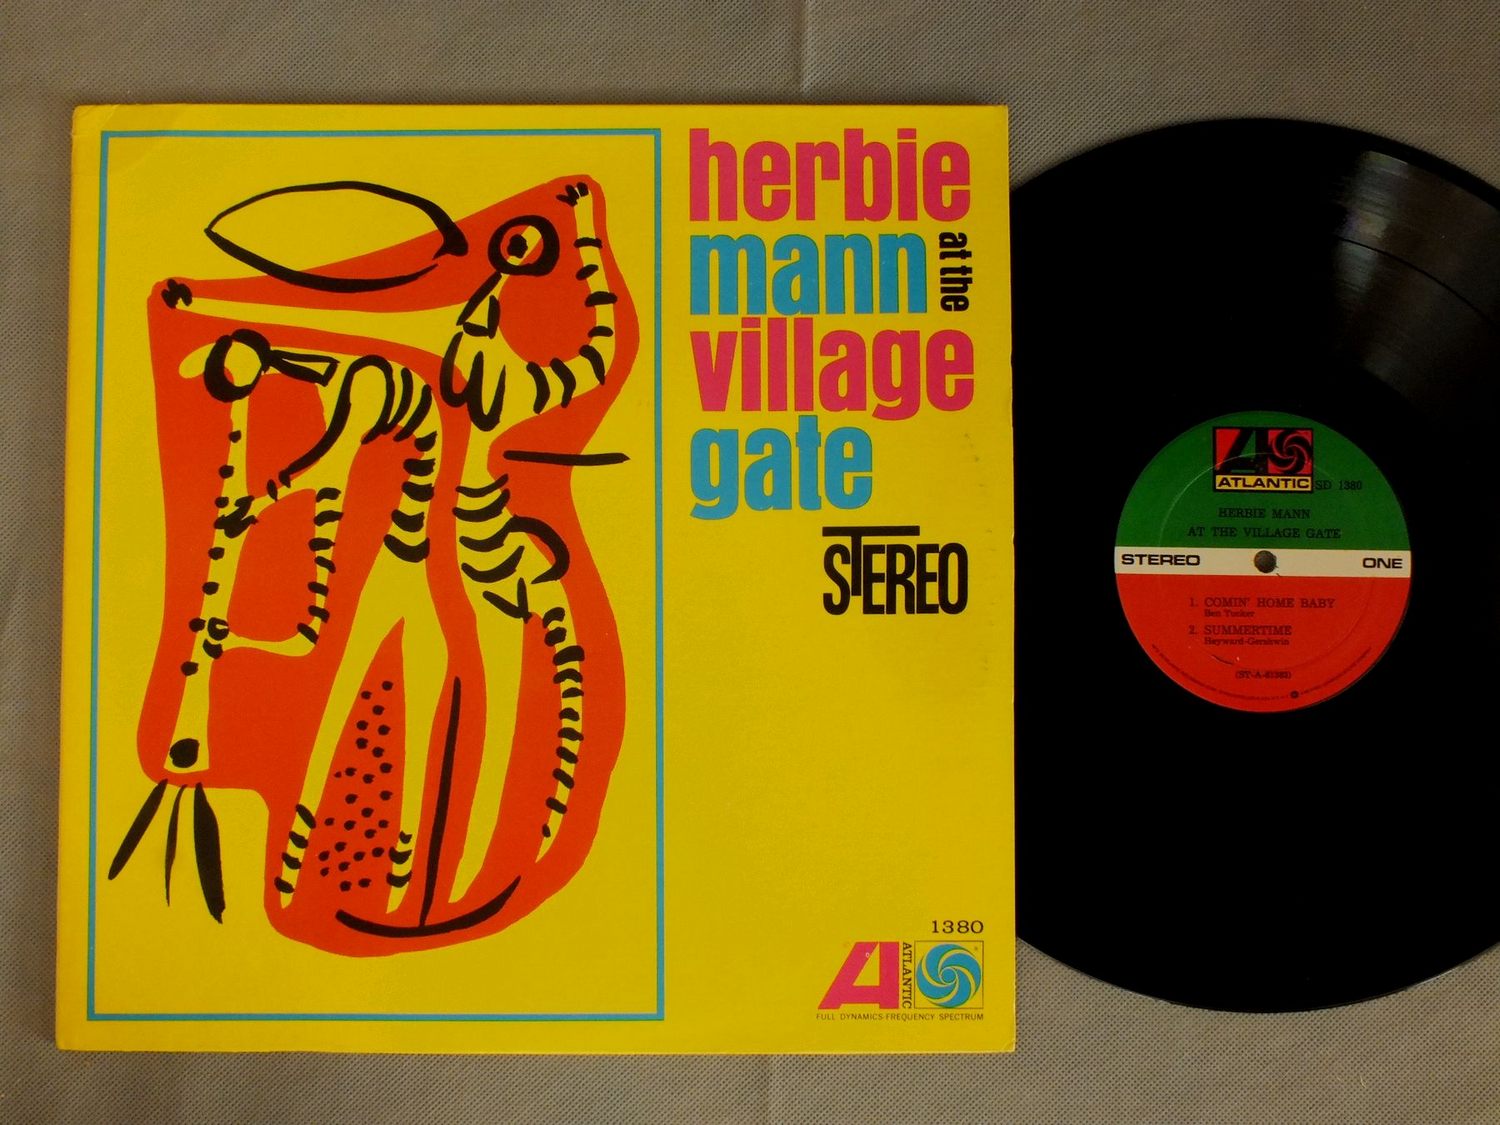 herbie
mann
at the
village
gate
STEREO
1380
A ATLANTIC
FULL DYNAMICS-FREQUENCY SPECTRUM
ATLANTIC
SD 1380
HERBIE MANN
AT THE VILLAGE GATE
STEREO
ONE
1. COMIN' HOME BABY
Ben Tucker
2. SUMMERTIME
Heyward-Gershwin